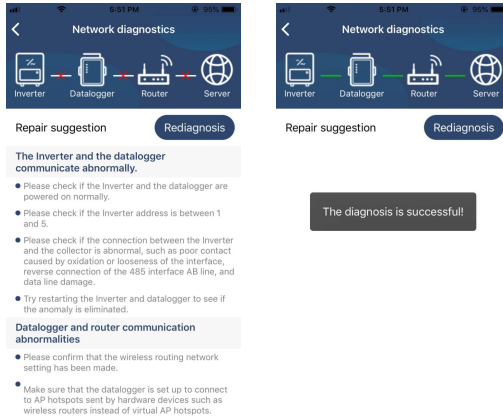 5:51 PM
95%
Network diagnostics
Inverter
Datalogger
Router
Server
Repair suggestion
Rediagnosis
The Inverter and the datalogger
communicate abnormally.
Please check if the Inverter and the datalogger are
powered on normally.
Please check if the Inverter address is between 1
and 5.
Please check if the connection between the Inverter
and the collector is abnormal, such as poor contact
caused by oxidation or looseness of the interface,
reverse connection of the 485 interface AB line, and
data line damage.
Try restarting the Inverter and datalogger to see if
the anomaly is eliminated.
Datalogger and router communication
abnormalities
Please confirm that the wireless routing network
setting has been made.
Make sure that the datalogger is set up to connect
to AP hotspots sent by hardware devices such as
wireless routers instead of virtual AP hotspots.
5:51 PM
95%
Network diagnostics
Inverter
Datalogger
Router
Server
Repair suggestion
Rediagnosis
The diagnosis is successful!